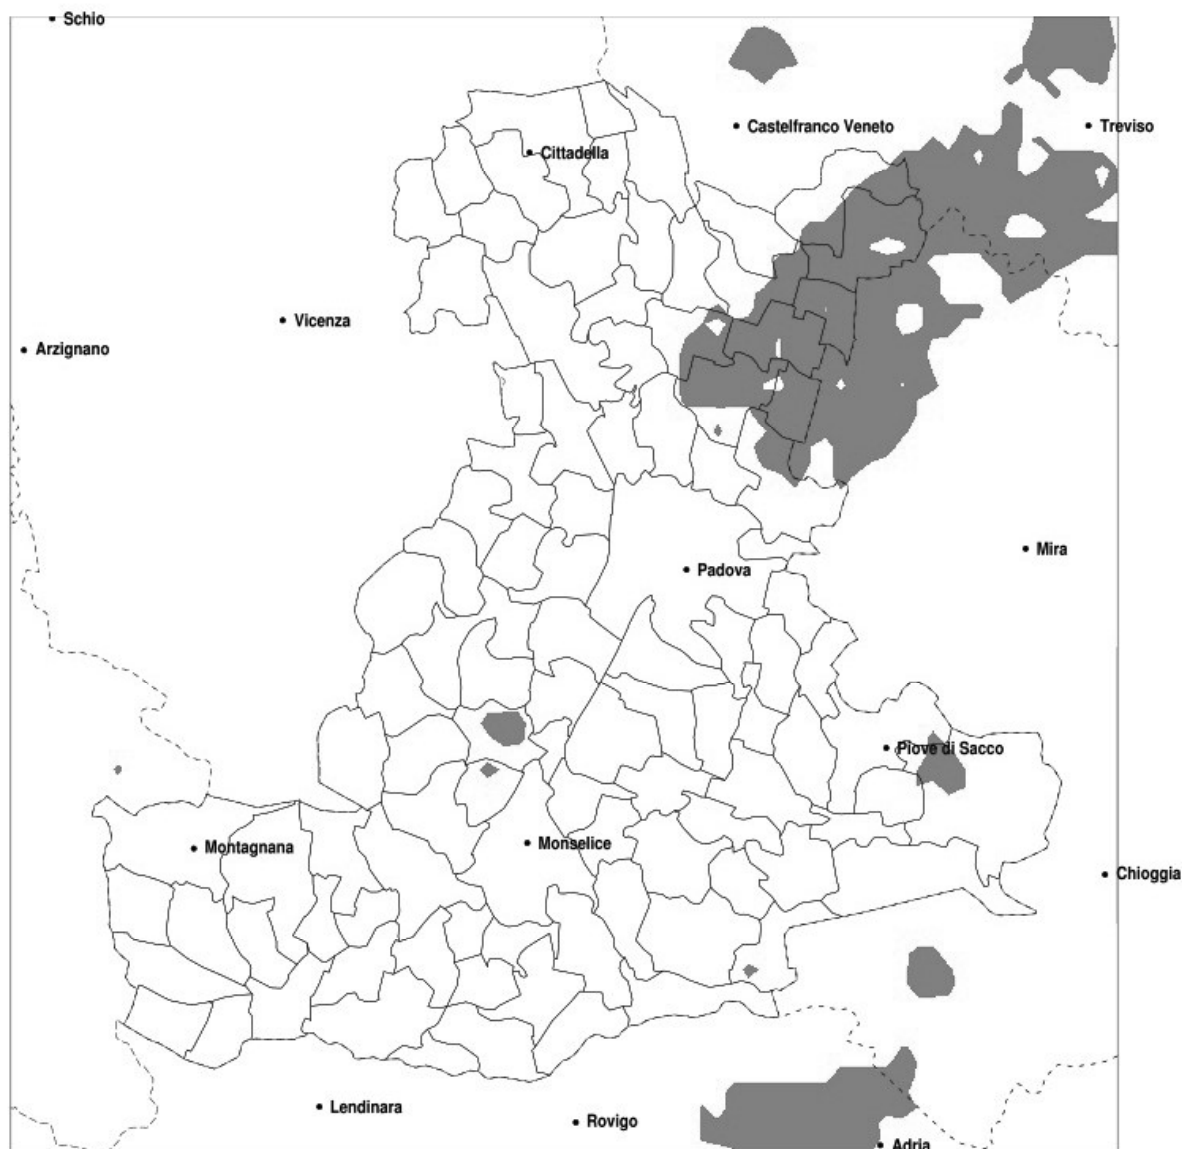 Schio
Castelfranco Veneto
Treviso
Cittadella
Vicenza
Arzignano
Mira
Padova
Piove di Sacco
Montagnana
Monselice
Chioggia
Lendinara
Rovigo
Adria